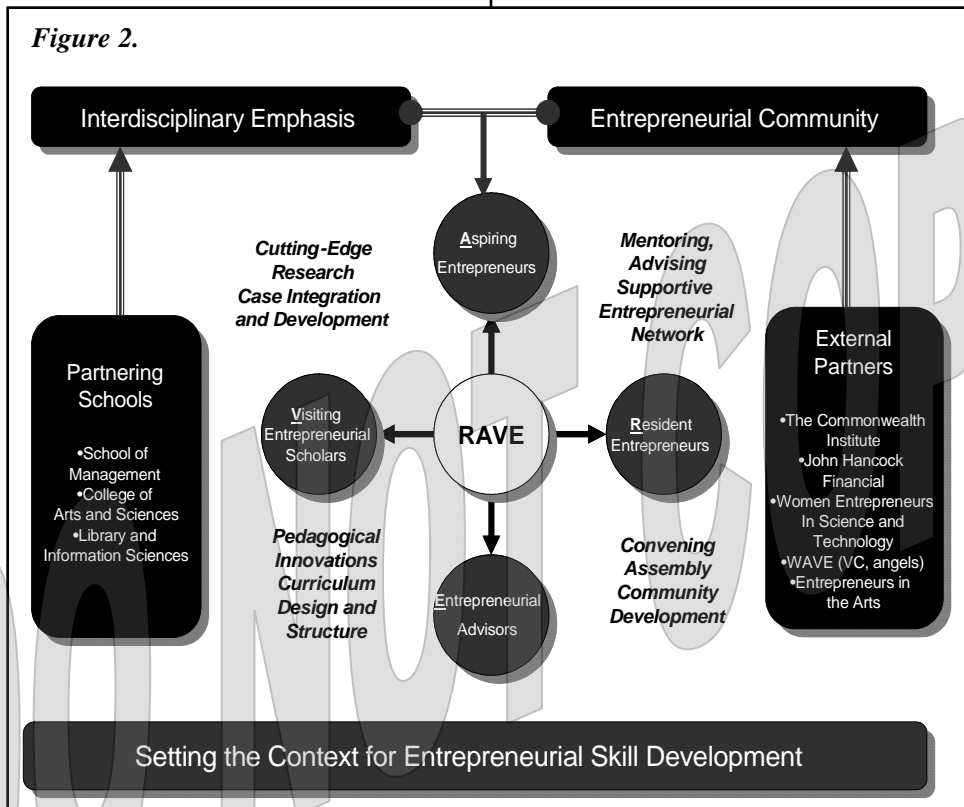 Figure 2.
Interdisciplinary Emphasis
Entrepreneurial Community
Aspiring
Entrepreneurs
Cutting-Edge
Research
Case Integration
and Development
Mentoring,
Advising
Supportive
Entrepreneurial
Network
Partnering
Schools
•School of
Management
•College of
Arts and Sciences
•Library and
Information Sciences
Visiting
Entrepreneurial
Scholars
RAVE
Resident
Entrepreneurs
External
Partners
•The Commonwealth
Institute
•John Hancock
Financial
•Women Entrepreneurs
In Science and
Technology
•WAVE (VC, angels)
•Entrepreneurs in
the Arts
Pedagogical
Innovations
Curriculum
Design and
Structure
Entrepreneurial
Advisors
Convening
Assembly
Community
Development
Setting the Context for Entrepreneurial Skill Development
DO NOT COP